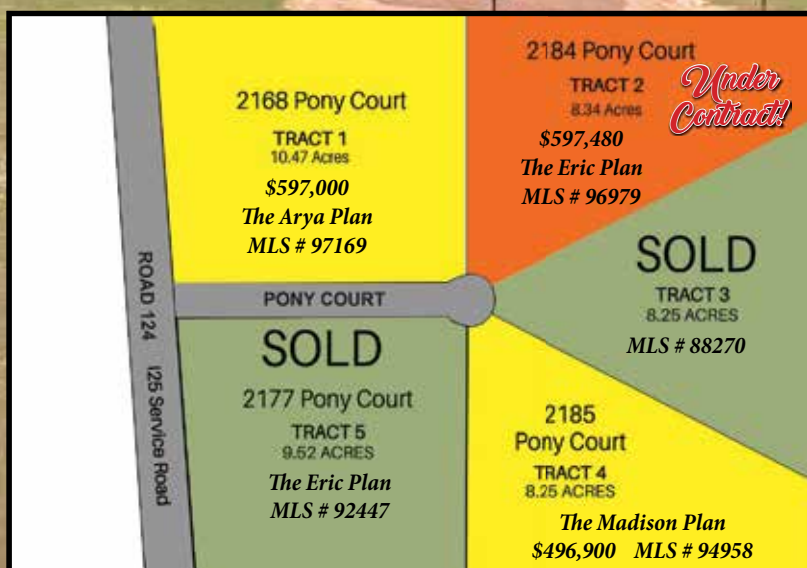 2168 Pony Court
TRACT 1
10.47 Acres
$597,000
The Arya Plan
MLS # 97169
2184 Pony Court
TRACT 2
8.34 Acres
Under
Contract!
$597,480
The Eric Plan
MLS # 96979
SOLD
TRACT 3
8.25 ACRES
MLS # 88270
ROAD 124 I25 Service Road
PONY COURT
SOLD
2177 Pony Court
TRACT 5
9.52 ACRES
The Eric Plan
MLS # 92447
2185
Pony Court
TRACT 4
8.25 ACRES
The Madison Plan
$496,900 MLS # 94958